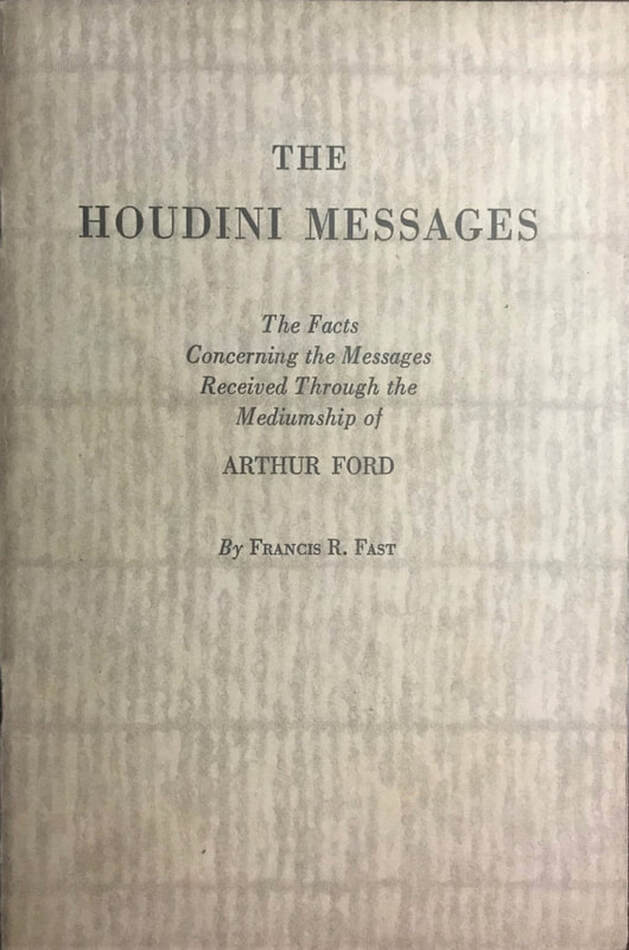 THE
HOUDINI MESSAGES
The Facts
Concerning the Messages
Received Through the
Mediumship of
ARTHUR FORD
By FRANCIS R. FAST